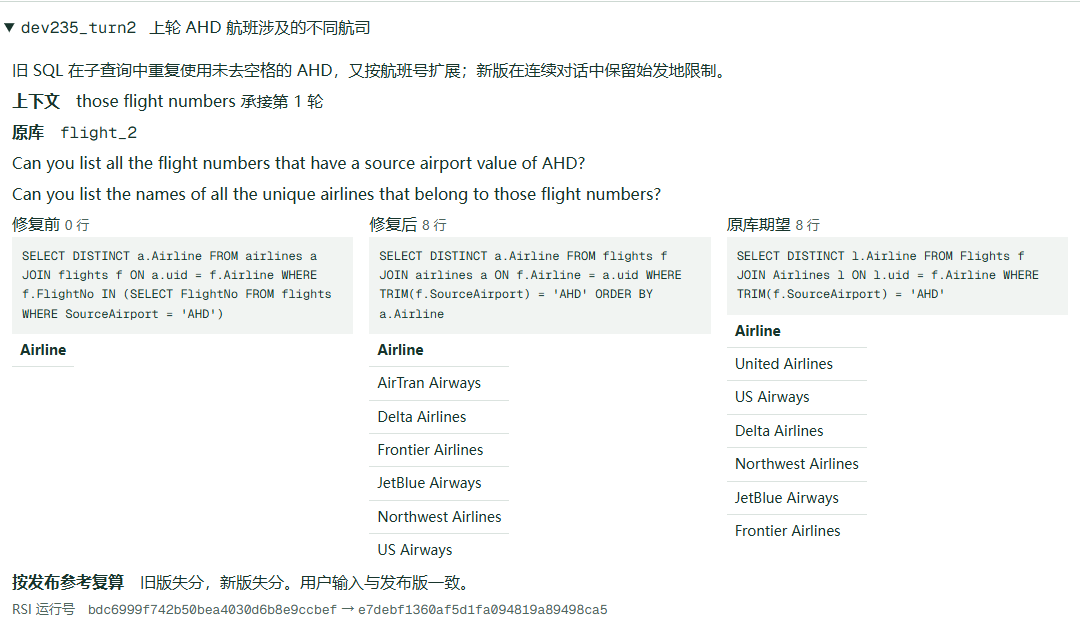 ▼ dev235_turn2 上轮 AHD 航班涉及的不同航司
旧 SQL 在子查询中重复使用未去空格的 AHD，又按航班号扩展；新版在连续对话中保留始发地限制。
上下文 those flight numbers 承接第 1 轮
原库 flight_2
Can you list all the flight numbers that have a source airport value of AHD?
Can you list the names of all the unique airlines that belong to those flight numbers?
修复前 0 行
SELECT DISTINCT a.Airline FROM airlines a
JOIN flights f ON a.uid = f.Airline WHERE
f.FlightNo IN (SELECT FlightNo FROM flights
WHERE SourceAirport = 'AHD')
Airline
修复后 8 行
SELECT DISTINCT a.Airline FROM flights f
JOIN airlines a ON f.Airline = a.uid WHERE
TRIM(f.SourceAirport) = 'AHD' ORDER BY
a.Airline
Airline
AirTran Airways
Delta Airlines
Frontier Airlines
JetBlue Airways
Northwest Airlines
US Airways
原库期望 8 行
SELECT DISTINCT l.Airline FROM Flights f
JOIN Airlines l ON l.uid = f.Airline WHERE
TRIM(f.SourceAirport) = 'AHD'
Airline
United Airlines
US Airways
Delta Airlines
Northwest Airlines
JetBlue Airways
Frontier Airlines
按发布参考复算 旧版失分，新版失分。用户输入与发布版一致。
RSI 运行号 bdc6999f742b50bea4030d6b8e9ccbef → e7debf1360af5d1fa094819a89498ca5